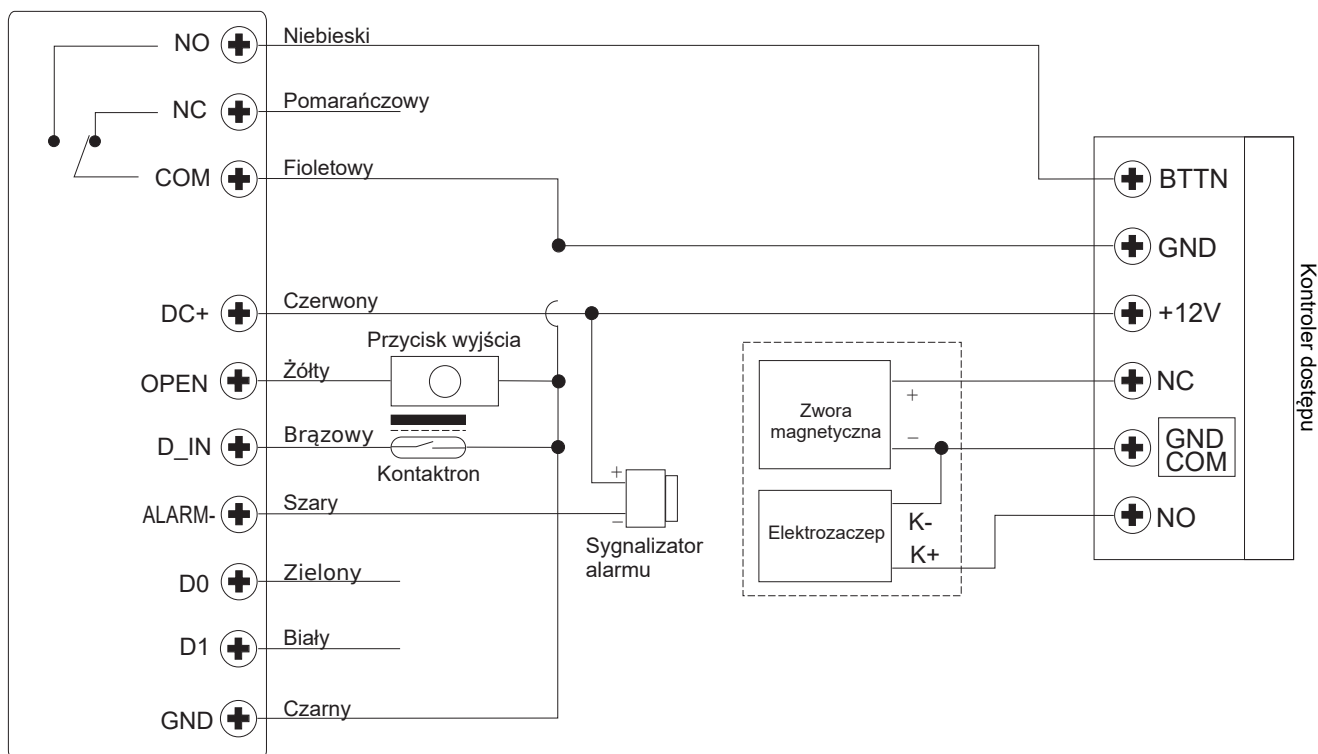 NO
Niebieski
NC
Pomarańczowy
COM
Fioletowy
DC+
Czerwony
OPEN
Żółty
Przycisk wyjścia
D_IN
Brązowy
Kontaktron
ALARM-
Szary
+
–
Sygnalizator
alarmu
D0
Zielony
D1
Biały
GND
Czarny
Zwora
magnetyczna
+
–
Elektrozaczep
K-
K+
BTTN
GND
+12V
NC
GND
COM
NO
Kontroler dostępu